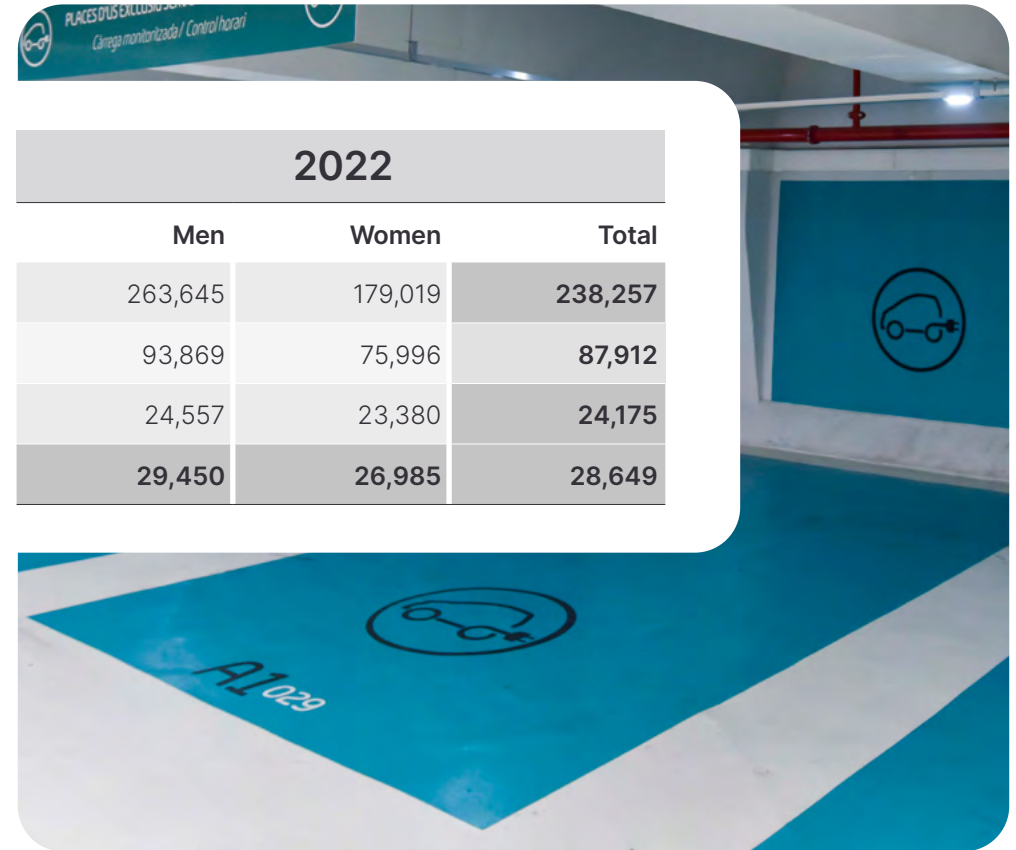 PLACES D'ÚS EXCLUSIU
Càrrega monitoritzada / Control horari
2022
Men Women Total
263,645 179,019 238,257
93,869 75,996 87,912
24,557 23,380 24,175
29,450 26,985 28,649
A1 029